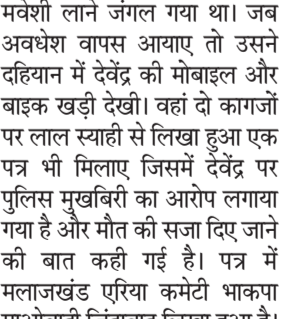 मवेशी लाने जंगल गया था। जब
अवधेश वापस आयाए तो उसने
दहियान में देवेंद्र की मोबाइल और
बाइक खड़ी देखी। वहां दो कागजों
पर लाल स्याही से लिखा हुआ एक
पत्र भी मिलाए जिसमें देवेंद्र पर
पुलिस मुखबिरी का आरोप लगाया
गया है और मौत की सजा दिए जाने
की बात कही गई है। पत्र में
मलाजखंड एरिया कमेटी भाकपा
माओवादी जिंदाबाद लिखा हुआ है।